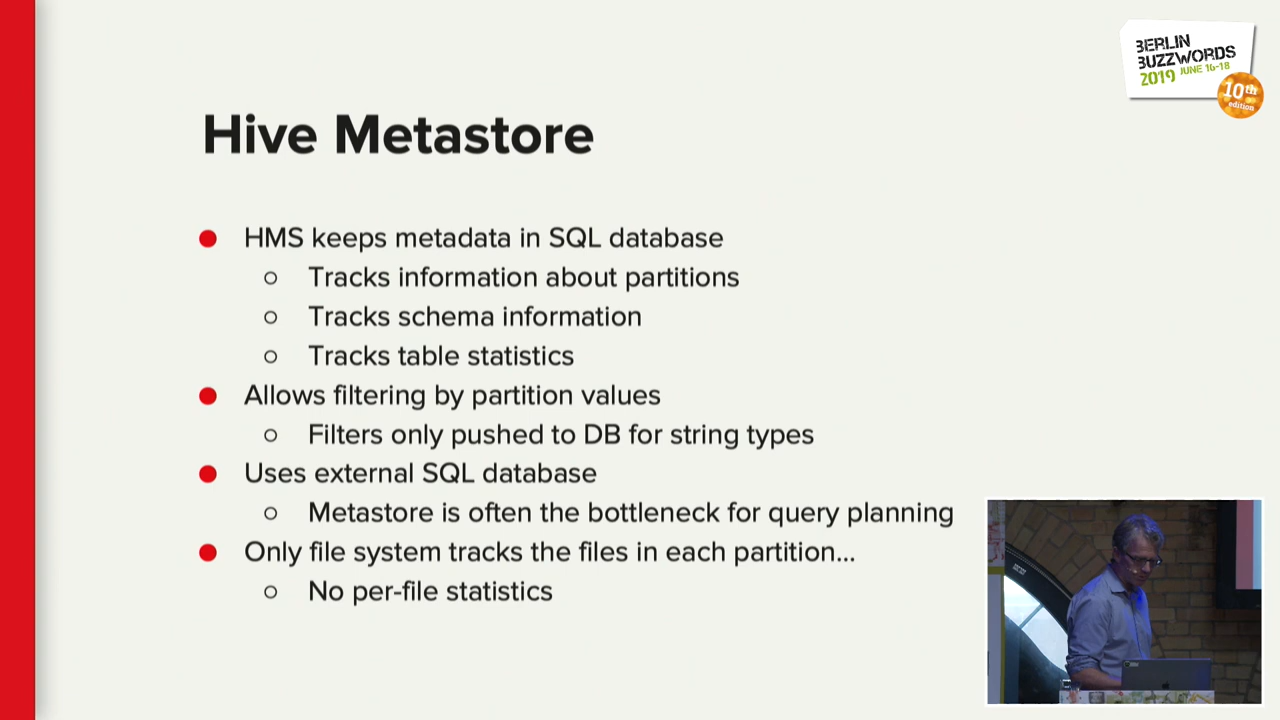 BERLIN
BUZZWORDS
2019 JUNE 16-18
10th
edition
Hive Metastore
HMS keeps metadata in SQL database
Tracks information about partitions
Tracks schema information
Tracks table statistics
Allows filtering by partition values
Filters only pushed to DB for string types
Uses external SQL database
Metastore is often the bottleneck for query planning
Only file system tracks the files in each partition...
No per-file statistics